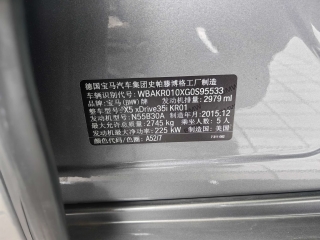 德国宝马汽车集团史帕滕博格工厂制造
车辆识别代号: WBAKR010XG0S95533
品牌: 宝马(BMW)牌 发动机排量: 2979 ml
整车型号: X5 xDrive35i KR01
发动机型号: N55B30A 制造年月: 2015.12
最大允许总质量: 2745 kg 乘坐人数: 5 人
发动机最大净功率: 225 kW 制造国: 美国
颜色代码/色漆: A52/7